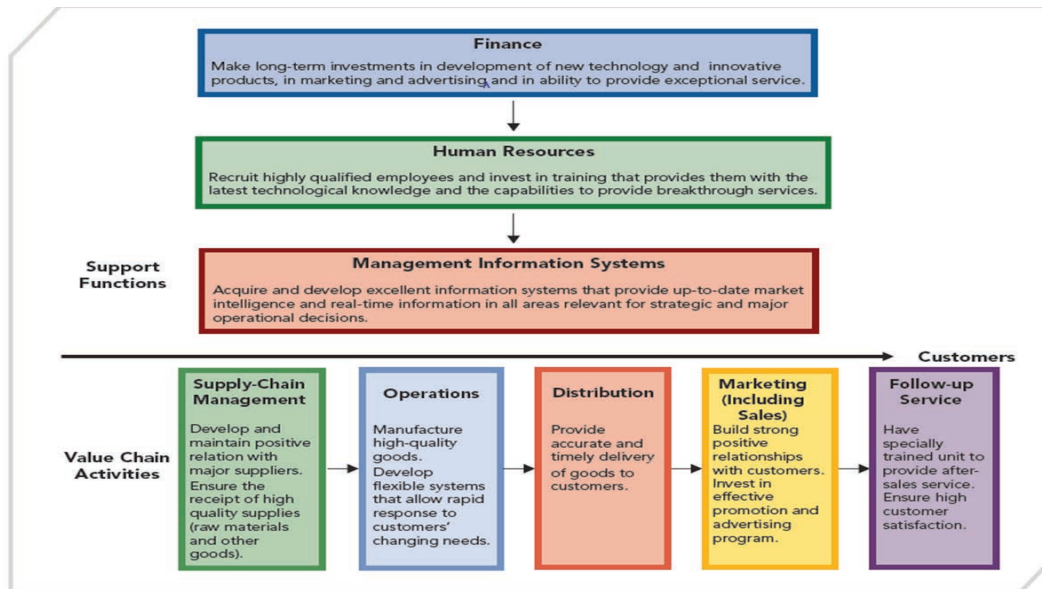 Finance
Make long-term investments in development of new technology and innovative
products, in marketing and advertising and in ability to provide exceptional service.
Human Resources
Recruit highly qualified employees and invest in training that provides them with the
latest technological knowledge and the capabilities to provide breakthrough services.
Support
Functions
Management Information Systems
Acquire and develop excellent information systems that provide up-to-date market
intelligence and real-time information in all areas relevant for strategic and major
operational decisions.
Customers
Value Chain
Activities
Supply-Chain
Management
Develop and
maintain positive
relation with
major suppliers.
Ensure the
receipt of high
quality supplies
(raw materials
and other
goods).
Operations
Manufacture
high-quality
goods.
Develop
flexible systems
that allow rapid
response to
customers'
changing needs.
Distribution
Provide
accurate and
timely delivery
of goods to
customers.
Marketing
(Including
Sales)
Build strong
positive
relationships
with customers.
Invest in
effective
promotion and
advertising
program.
Follow-up
Service
Have
specially
trained unit to
provide after-
sales service.
Ensure high
customer
satisfaction.